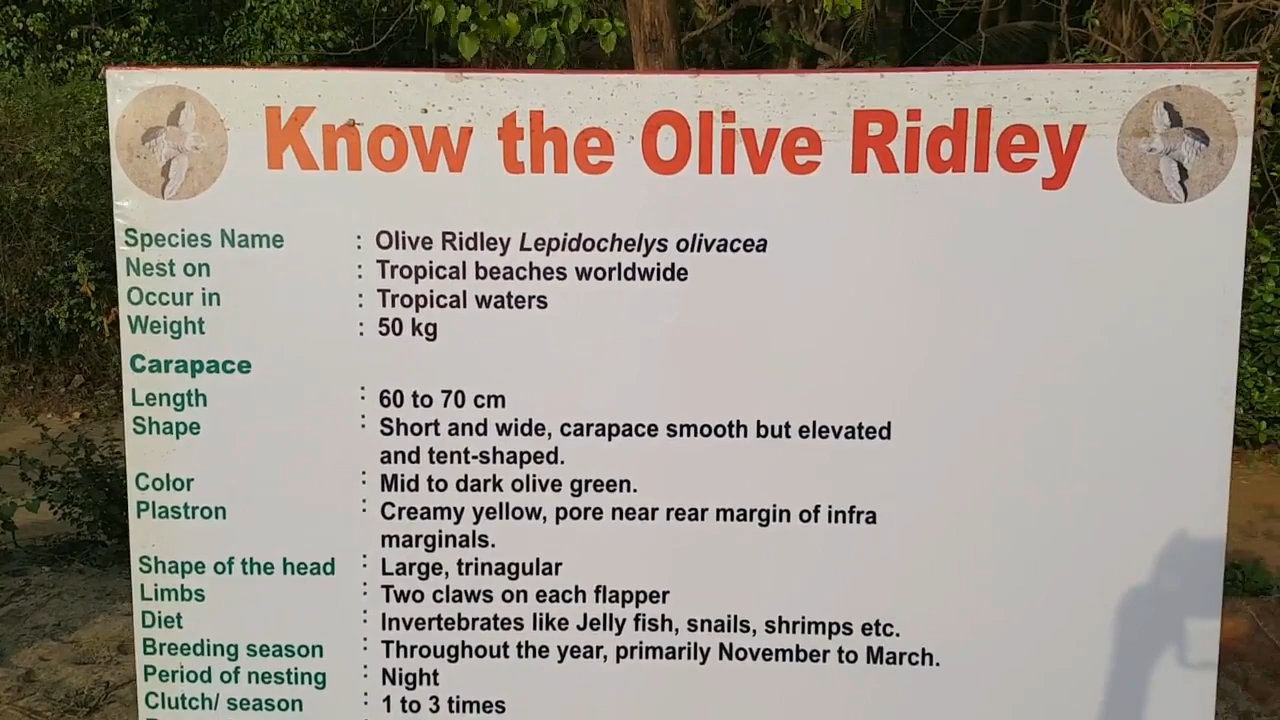 Know the Olive Ridley
Species Name : Olive Ridley Lepidochelys olivacea
Nest on : Tropical beaches worldwide
Occur in : Tropical waters
Weight : 50 kg
Carapace
Length : 60 to 70 cm
Shape : Short and wide, carapace smooth but elevated
and tent-shaped.
Color : Mid to dark olive green.
Plastron : Creamy yellow, pore near rear margin of infra
marginals.
Shape of the head : Large, trinagular
Limbs : Two claws on each flapper
Diet : Invertebrates like Jelly fish, snails, shrimps etc.
Breeding season : Throughout the year, primarily November to March.
Period of nesting : Night
Clutch/ season : 1 to 3 times